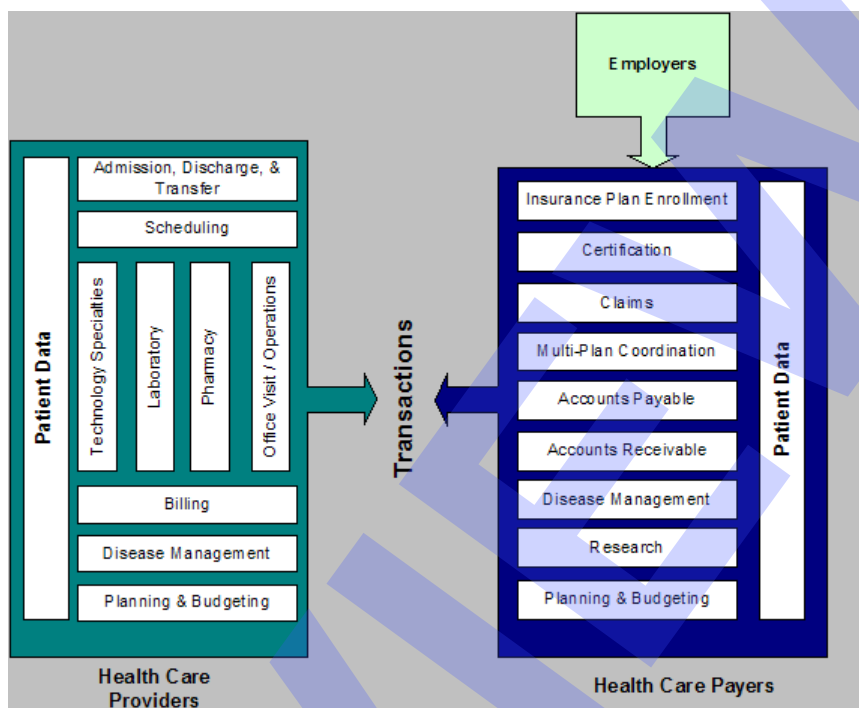 Employers
Patient Data
Admission, Discharge, &
Transfer
Scheduling
Technology Specialties
Laboratory
Pharmacy
Office Visit / Operations
Billing
Disease Management
Planning & Budgeting
Health Care
Providers
Transactions
Insurance Plan Enrollment
Certification
Claims
Multi-Plan Coordination
Accounts Payable
Accounts Receivable
Disease Management
Research
Planning & Budgeting
Patient Data
Health Care Payers